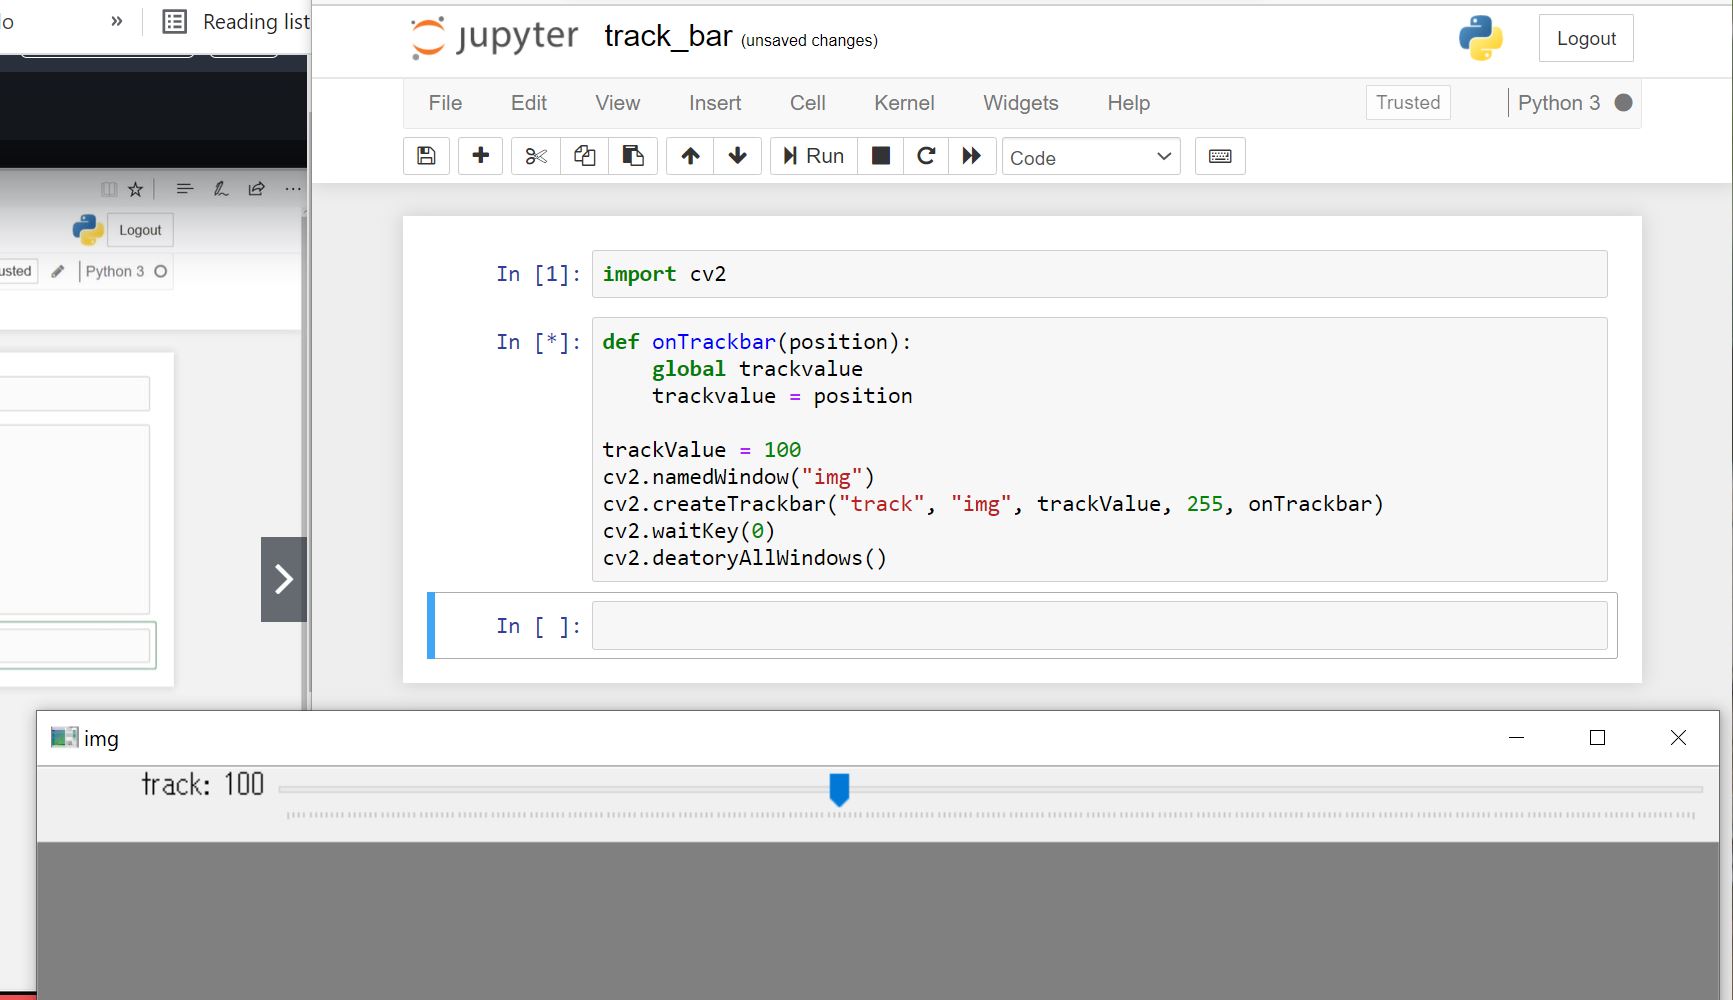 lo » Reading list
jupyter track_bar (unsaved changes) Logout
File Edit View Insert Cell Kernel Widgets Help Trusted Python 3
Run Code
Logout
usted Python 3
In [1]: import cv2
In [*]: def onTrackbar(position):
global trackvalue
trackvalue = position
trackValue = 100
cv2.namedWindow("img")
cv2.createTrackbar("track", "img", trackValue, 255, onTrackbar)
cv2.waitKey(0)
cv2.deatoryAllWindows()
In [ ]:
img
track: 100